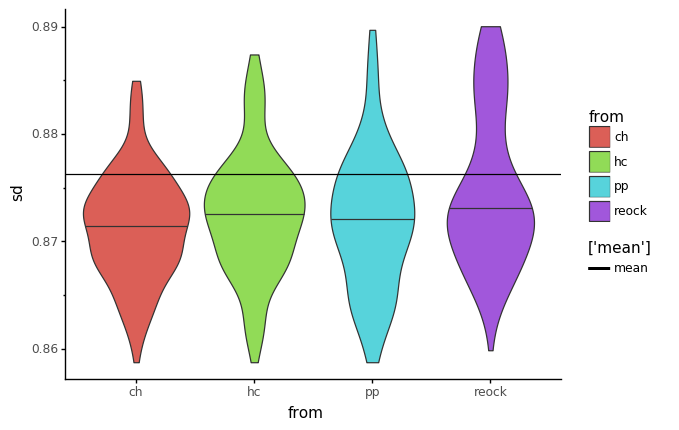 0.89
0.88
0.87
0.86
sd
ch
hc
pp
reock
from
from
ch
hc
pp
reock
['mean']
mean